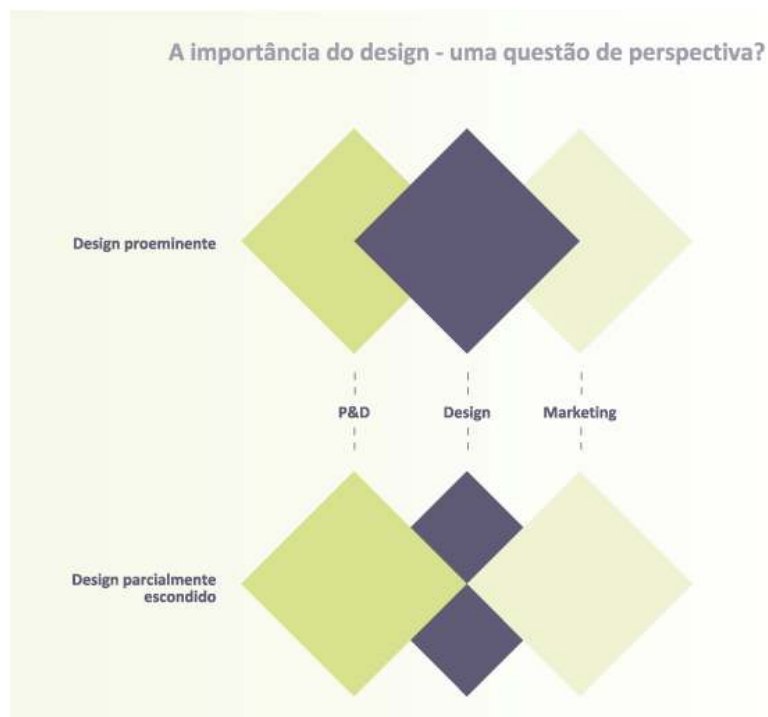 A importância do design - uma questão de perspectiva?
Design proeminente
P&D
Design
Marketing
Design parcialmente
escondido